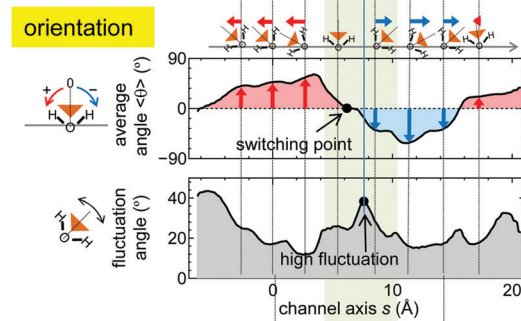 orientation
H H H H H H H H H H H H H H H H
0
+ −
H H
O
average
angle <θ> (°)
90
0
−90
switching point
fluctuation
angle (°)
H
O H
40
20
0
high fluctuation
0 10 20
channel axis s (Å)